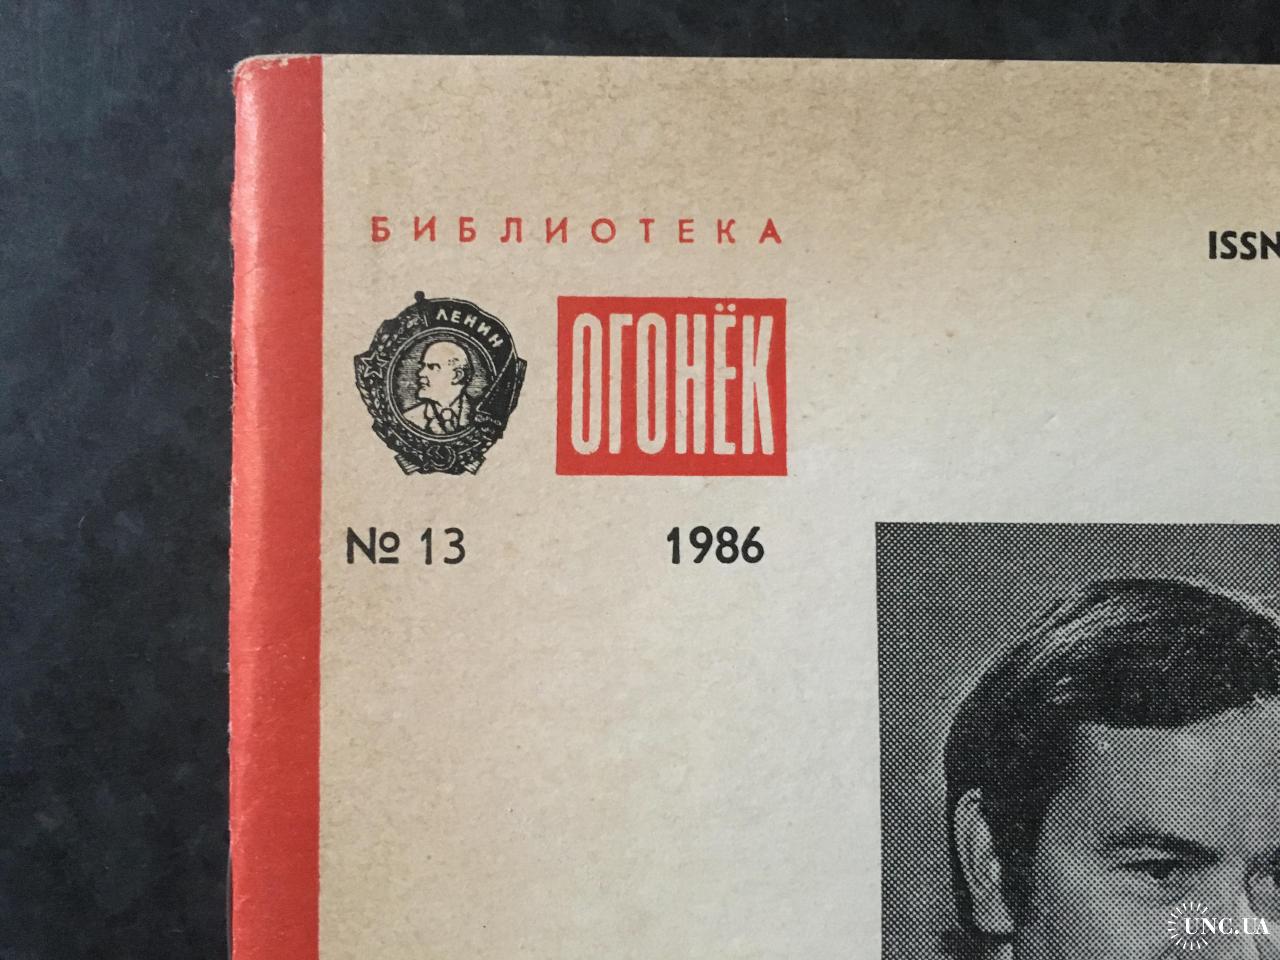 БИБЛИОТЕКА
ISSN
ЛЕНИН
ОГОНЁК
№ 13 1986
UNC.UA